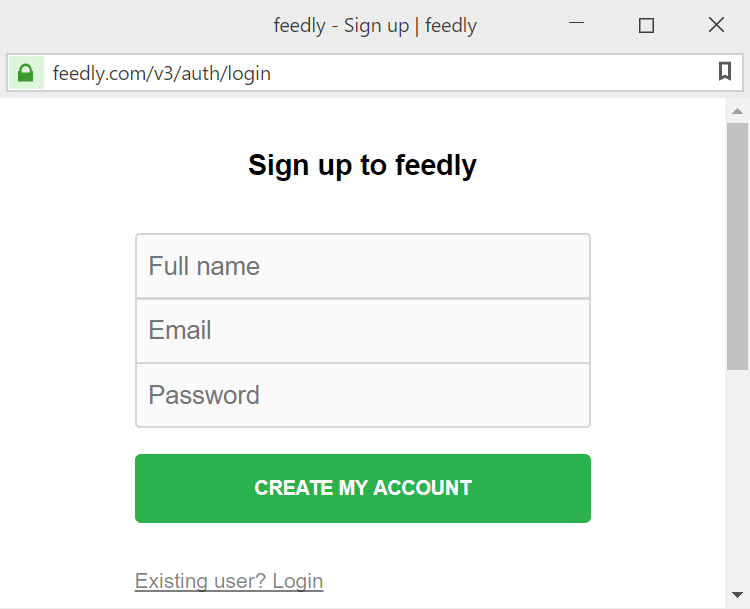 feedly - Sign up | feedly
feedly.com/v3/auth/login
Sign up to feedly
Full name
Email
Password
CREATE MY ACCOUNT
Existing user? Login